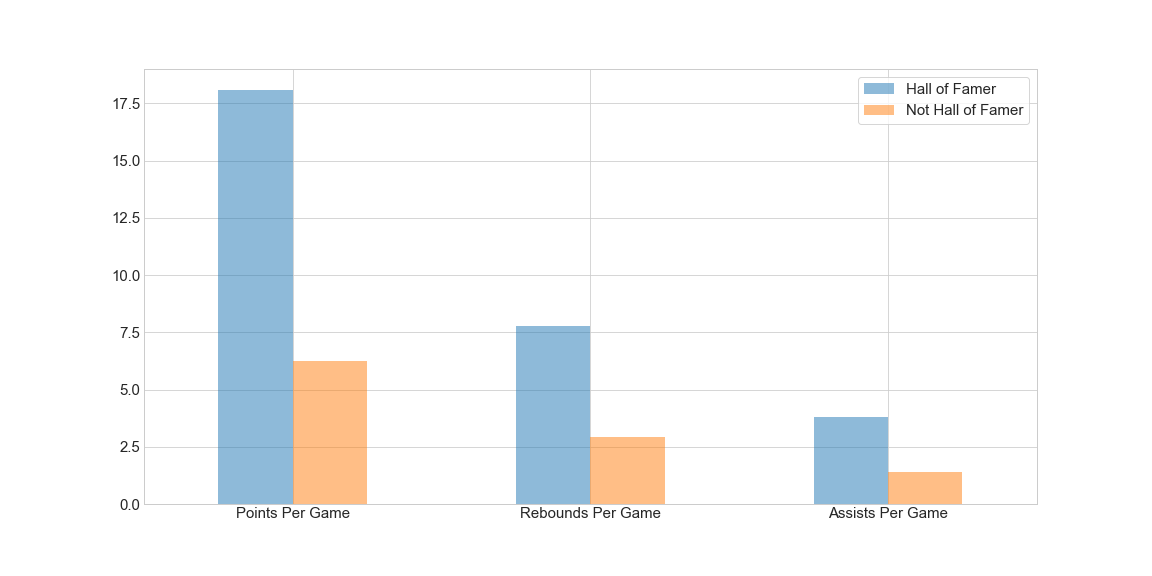 Hall of Famer
Not Hall of Famer
17.5
15.0
12.5
10.0
7.5
5.0
2.5
0.0
Points Per Game
Rebounds Per Game
Assists Per Game